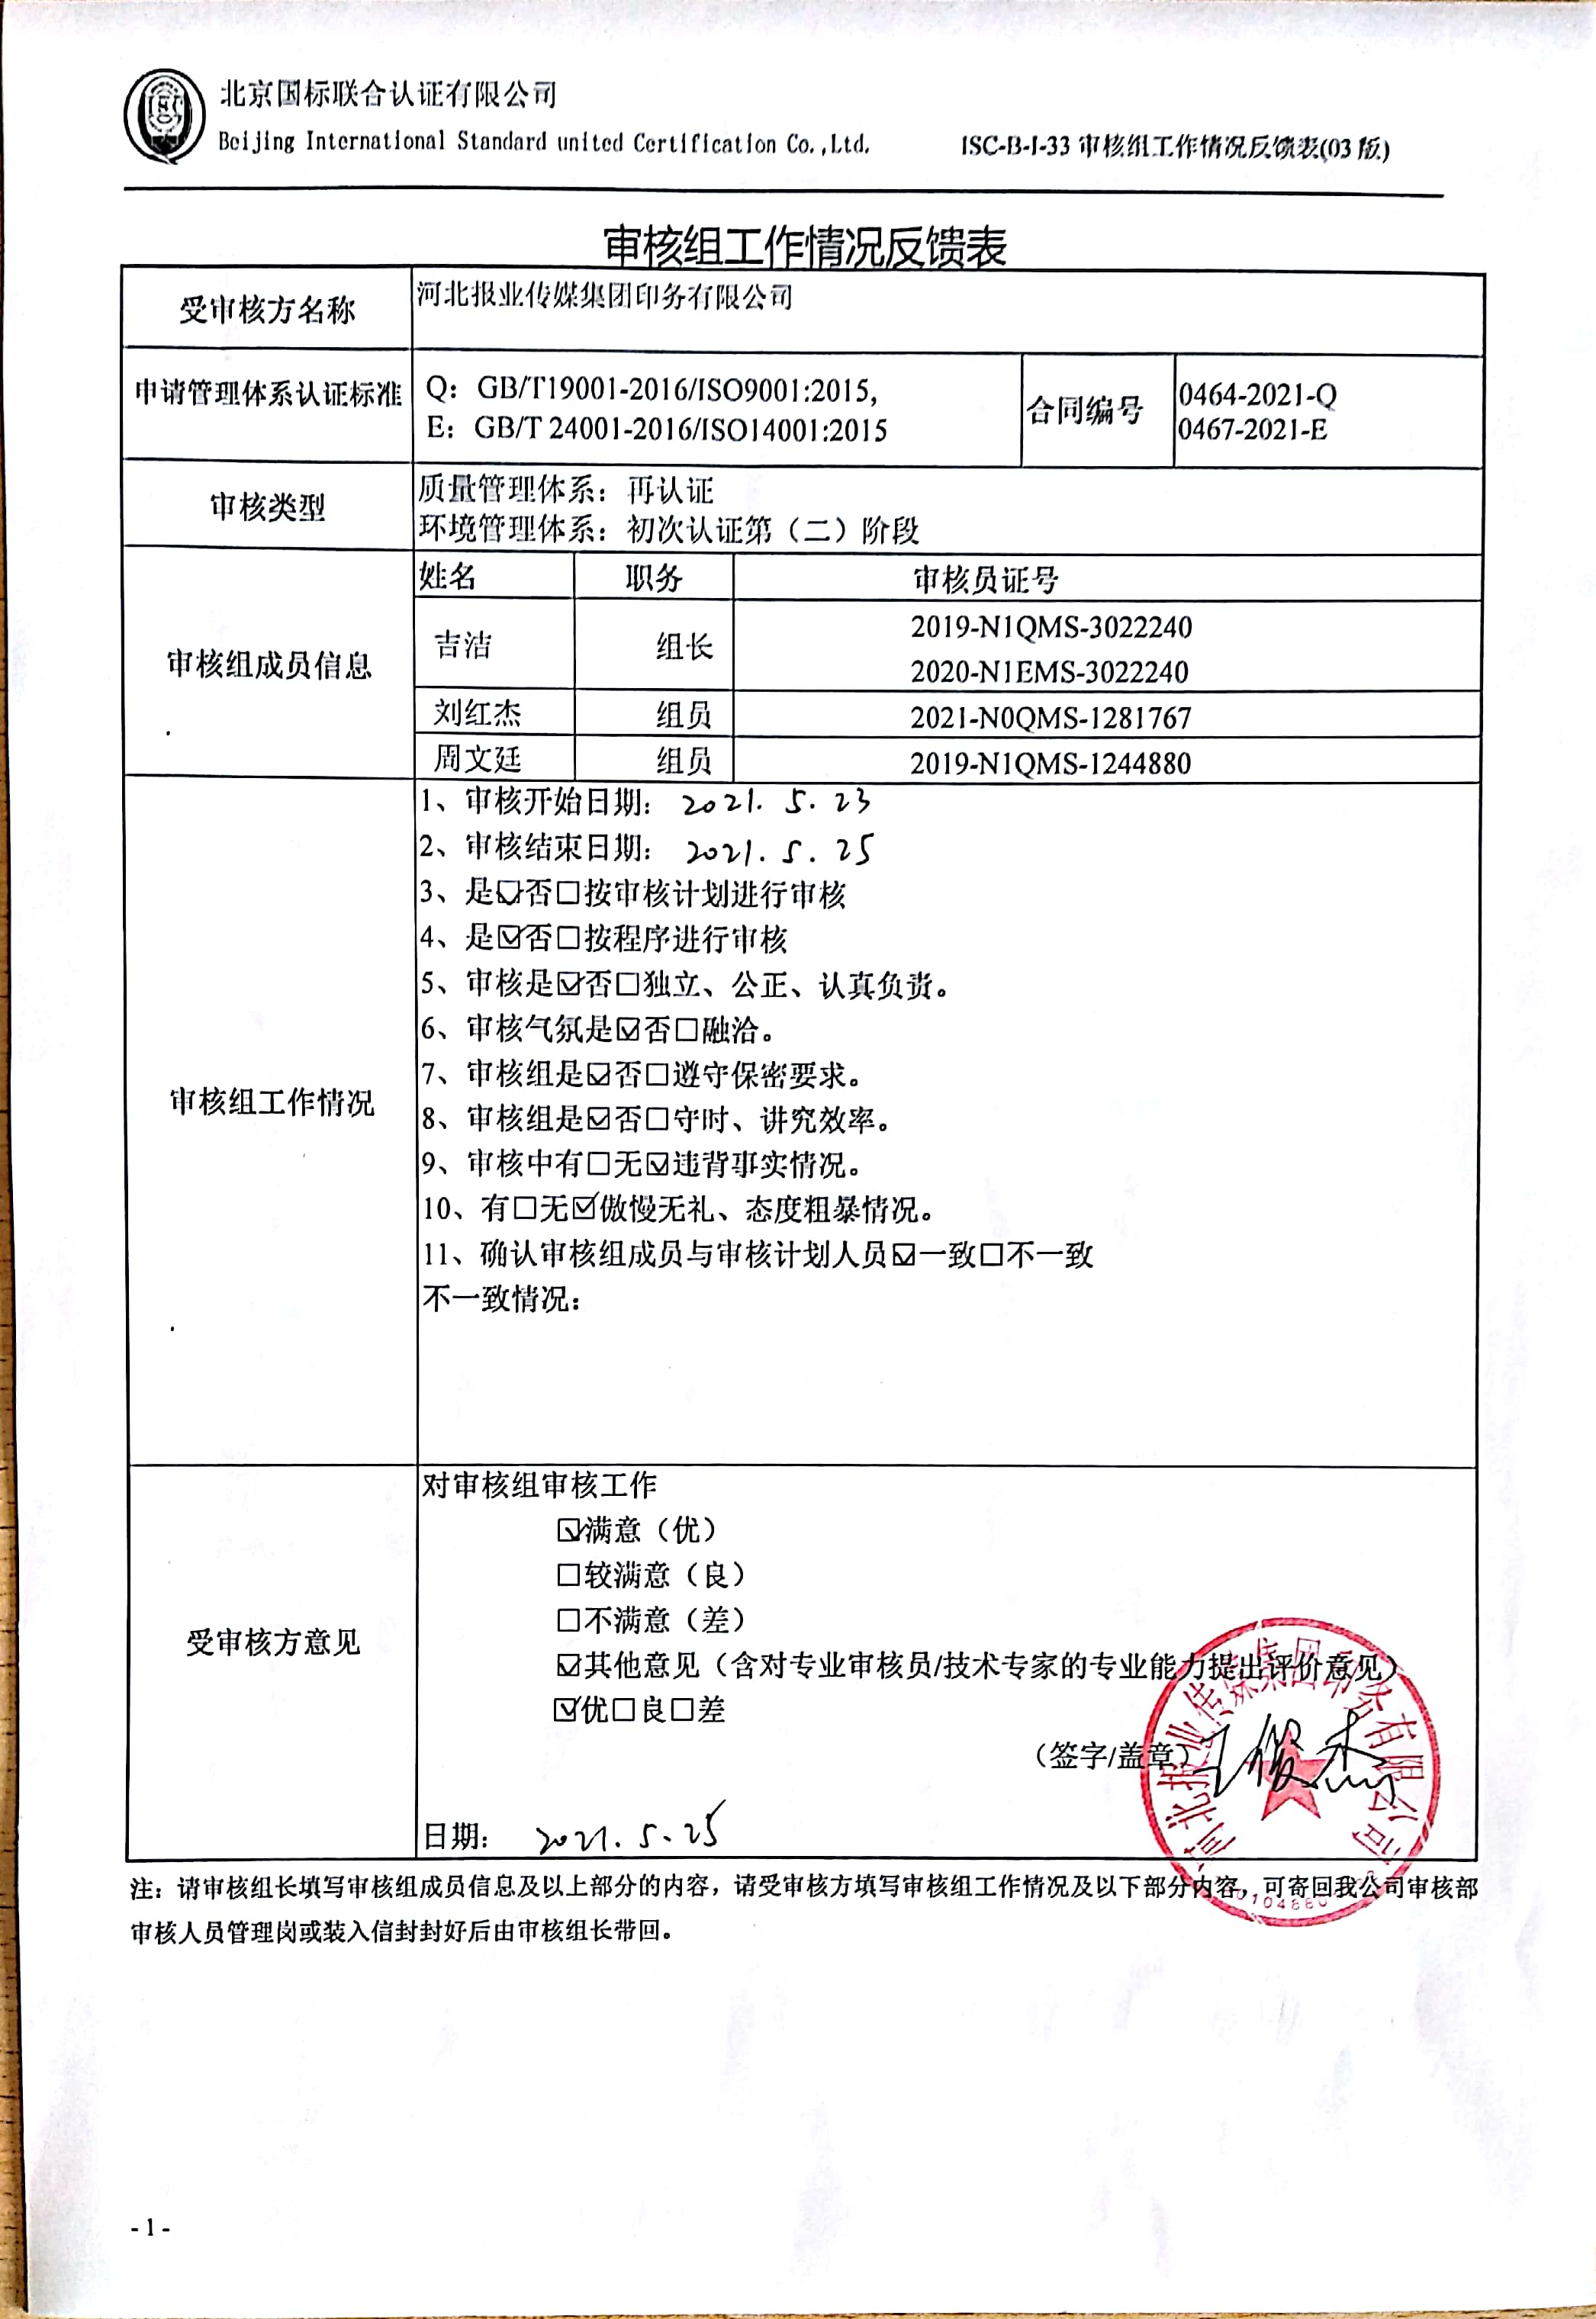 北京国标联合认证有限公司
Beijing International Standard united Certification Co.,Ltd.
ISC-B-I-33 审核组工作情况反馈表(03 版)
审核组工作情况反馈表
受审核方名称
河北报业传媒集团印务有限公司
申请管理体系认证标准
Q：GB/T19001-2016/ISO9001:2015,
E：GB/T 24001-2016/ISO14001:2015
合同编号
0464-2021-Q
0467-2021-E
审核类型
质量管理体系：再认证
环境管理体系：初次认证第（二）阶段
审核组成员信息
姓名 职务 审核员证号
吉洁 组长 2019-N1QMS-3022240
2020-N1EMS-3022240
刘红杰 组员 2021-N0QMS-1281767
周文廷 组员 2019-N1QMS-1244880
审核组工作情况
1、审核开始日期： 2021. 5. 23
2、审核结束日期： 2021. 5. 25
3、是☑否□按审核计划进行审核
4、是☑否□按程序进行审核
5、审核是☑否□独立、公正、认真负责。
6、审核气氛是☑否□融洽。
7、审核组是☑否□遵守保密要求。
8、审核组是☑否□守时、讲究效率。
9、审核中有□无☑违背事实情况。
10、有□无☑傲慢无礼、态度粗暴情况。
11、确认审核组成员与审核计划人员☑一致□不一致
不一致情况：
受审核方意见
对审核组审核工作
☑满意（优）
□较满意（良）
□不满意（差）
☑其他意见（含对专业审核员/技术专家的专业能力提出评价意见）
☑优□良□差
（签字/盖章）
河北报业传媒集团印务有限公司
日期： 2021. 5. 25
注：请审核组长填写审核组成员信息及以上部分的内容，请受审核方填写审核组工作情况及以下部分内容。可寄回我公司审核部
审核人员管理岗或装入信封封好后由审核组长带回。
- 1 -